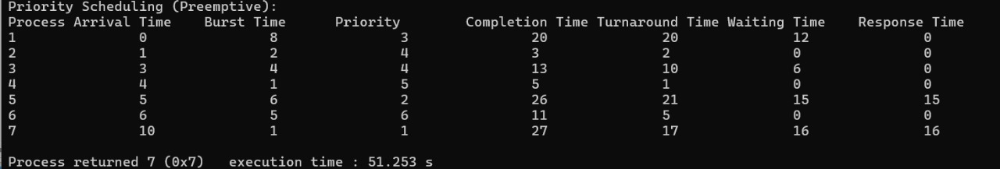 Priority Scheduling (Preemptive):
Process Arrival Time    Burst Time      Priority        Completion Time Turnaround Time Waiting Time    Response Time
1               0               8               3               20              20              12              0
2               1               2               4               3               2               0               0
3               3               4               4               13              10              6               0
4               4               1               5               5               1               0               0
5               5               6               2               26              21              15              15
6               6               5               6               11              5               0               0
7               10              1               1               27              17              16              16
Process returned 7 (0x7)   execution time : 51.253 s